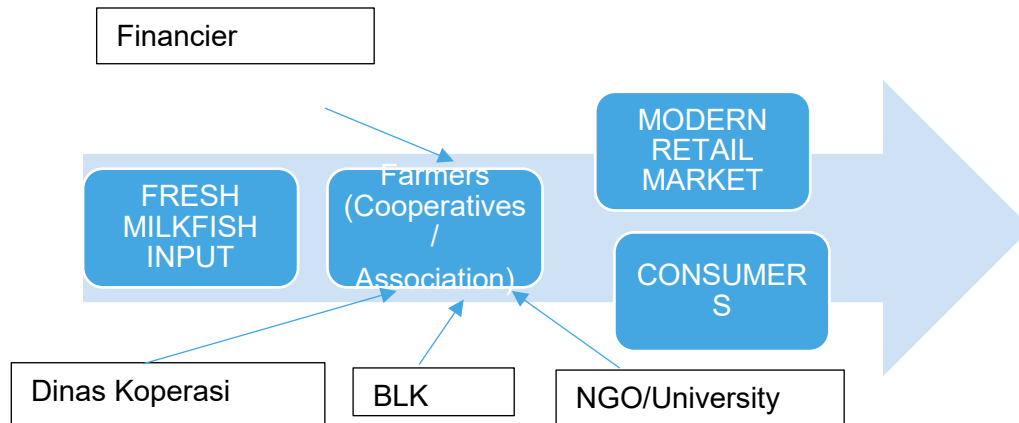 Financier
MODERN
RETAIL
MARKET
FRESH
MILKFISH
INPUT
Farmers
(Cooperatives
/
Association)
CONSUMER
S
Dinas Koperasi
BLK
NGO/University